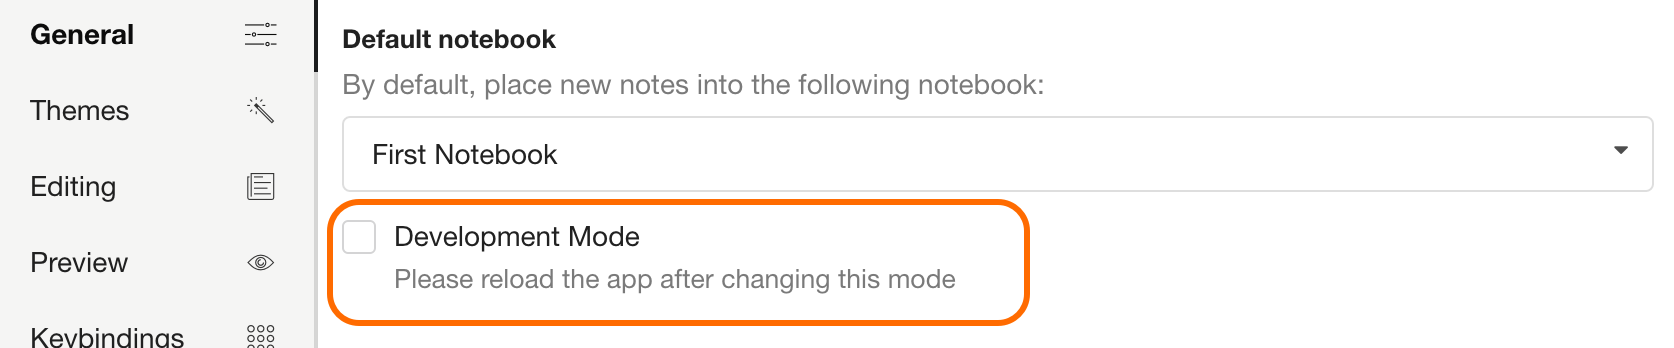 General
Themes
Editing
Preview
Keybindings
Default notebook
By default, place new notes into the following notebook:
First Notebook
Development Mode
Please reload the app after changing this mode